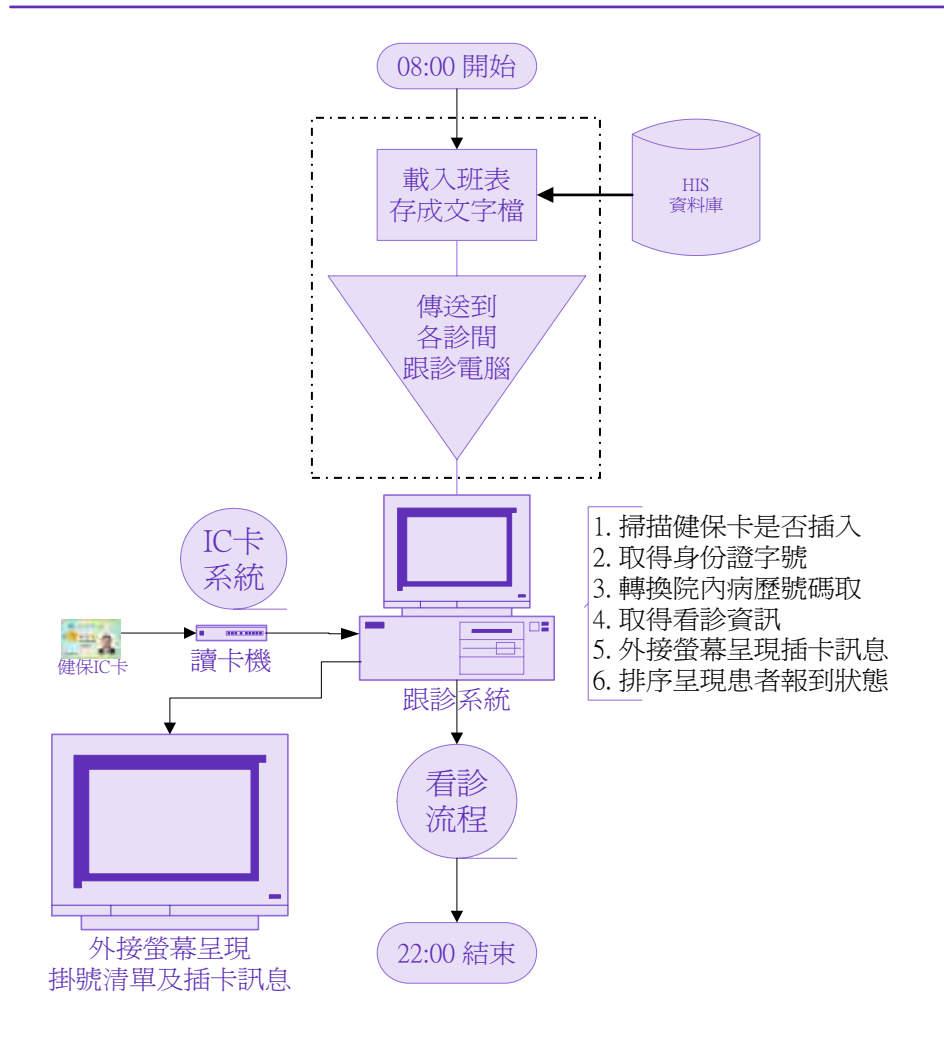 08:00 開始
載入班表
存成文字檔
HIS
資料庫
傳送到
各診間
跟診電腦
IC卡
系統
健保IC卡
讀卡機
跟診系統
1. 掃描健保卡是否插入
2. 取得身份證字號
3. 轉換院內病歷號碼取
4. 取得看診資訊
5. 外接螢幕呈現插卡訊息
6. 排序呈現患者報到狀態
看診
流程
外接螢幕呈現
掛號清單及插卡訊息
22:00 結束